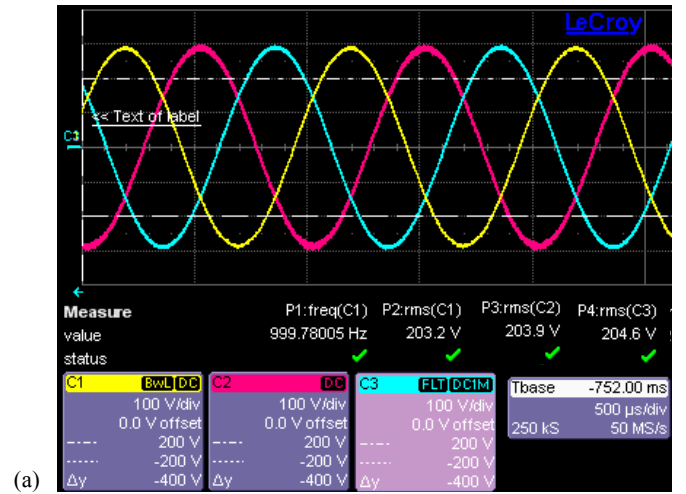 LeCroy
<< Text of label
C3
Measure P1:freq(C1) P2:rms(C1) P3:rms(C2) P4:rms(C3)
value 999.78005 Hz 203.2 V 203.9 V 204.6 V
status
C1 BwL DC C2 DC C3 FLT DC1M Tbase -752.00 ms
100 V/div 100 V/div 100 V/div 500 µs/div
0.0 V offset 0.0 V offset 0.0 V offset 250 kS 50 MS/s
200 V 200 V 200 V
-200 V -200 V -200 V
Δy -400 V Δy -400 V Δy -400 V
(a)